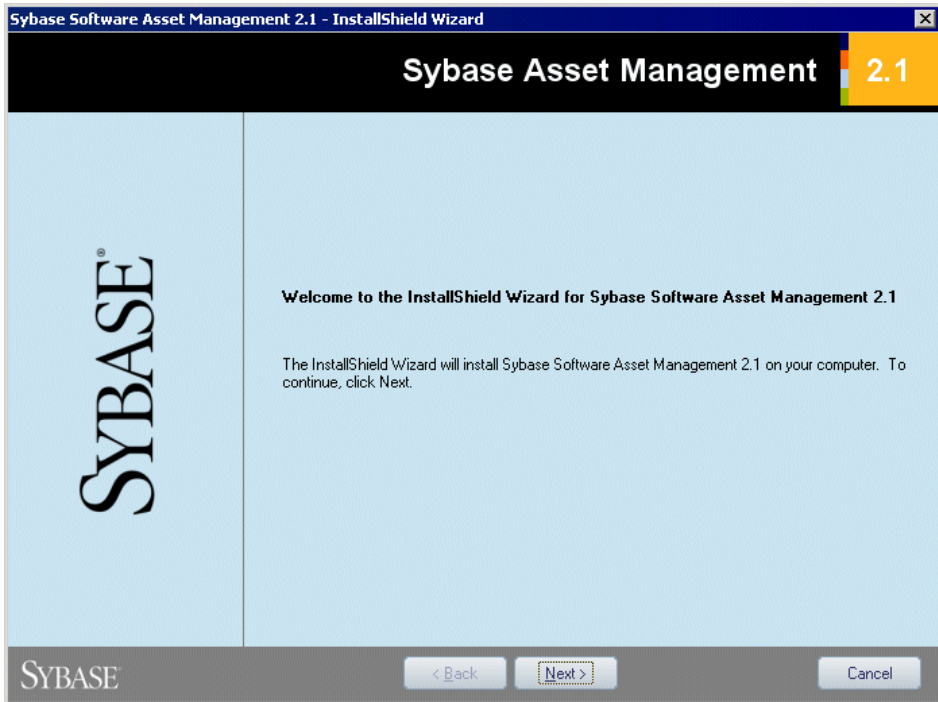 Sybase Software Asset Management 2.1 - InstallShield Wizard
Sybase Asset Management 2.1
SYBASE®
Welcome to the InstallShield Wizard for Sybase Software Asset Management 2.1
The InstallShield Wizard will install Sybase Software Asset Management 2.1 on your computer. To
continue, click Next.
SYBASE®
< Back Next > Cancel